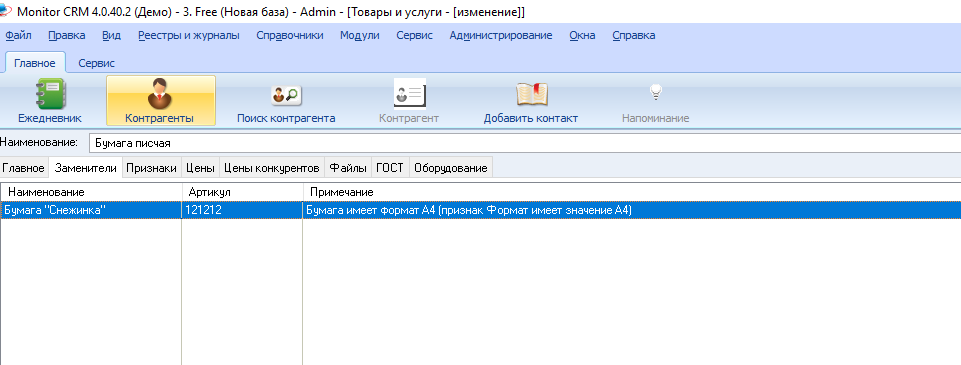 Monitor CRM 4.0.40.2 (Демо) - 3. Free (Новая база) - Admin - [Товары и услуги - [изменение]]
Файл Правка Вид Реестры и журналы Справочники Модули Сервис Администрирование Окна Справка
Главное Сервис
Ежедневник Контрагенты Поиск контрагента Контрагент Добавить контакт Напоминание
Наименование: Бумага писчая
Главное Заменители Признаки Цены Цены конкурентов Файлы ГОСТ Оборудование
Наименование Артикул Примечание
Бумага "Снежинка" 121212 Бумага имеет формат А4 (признак Формат имеет значение А4)